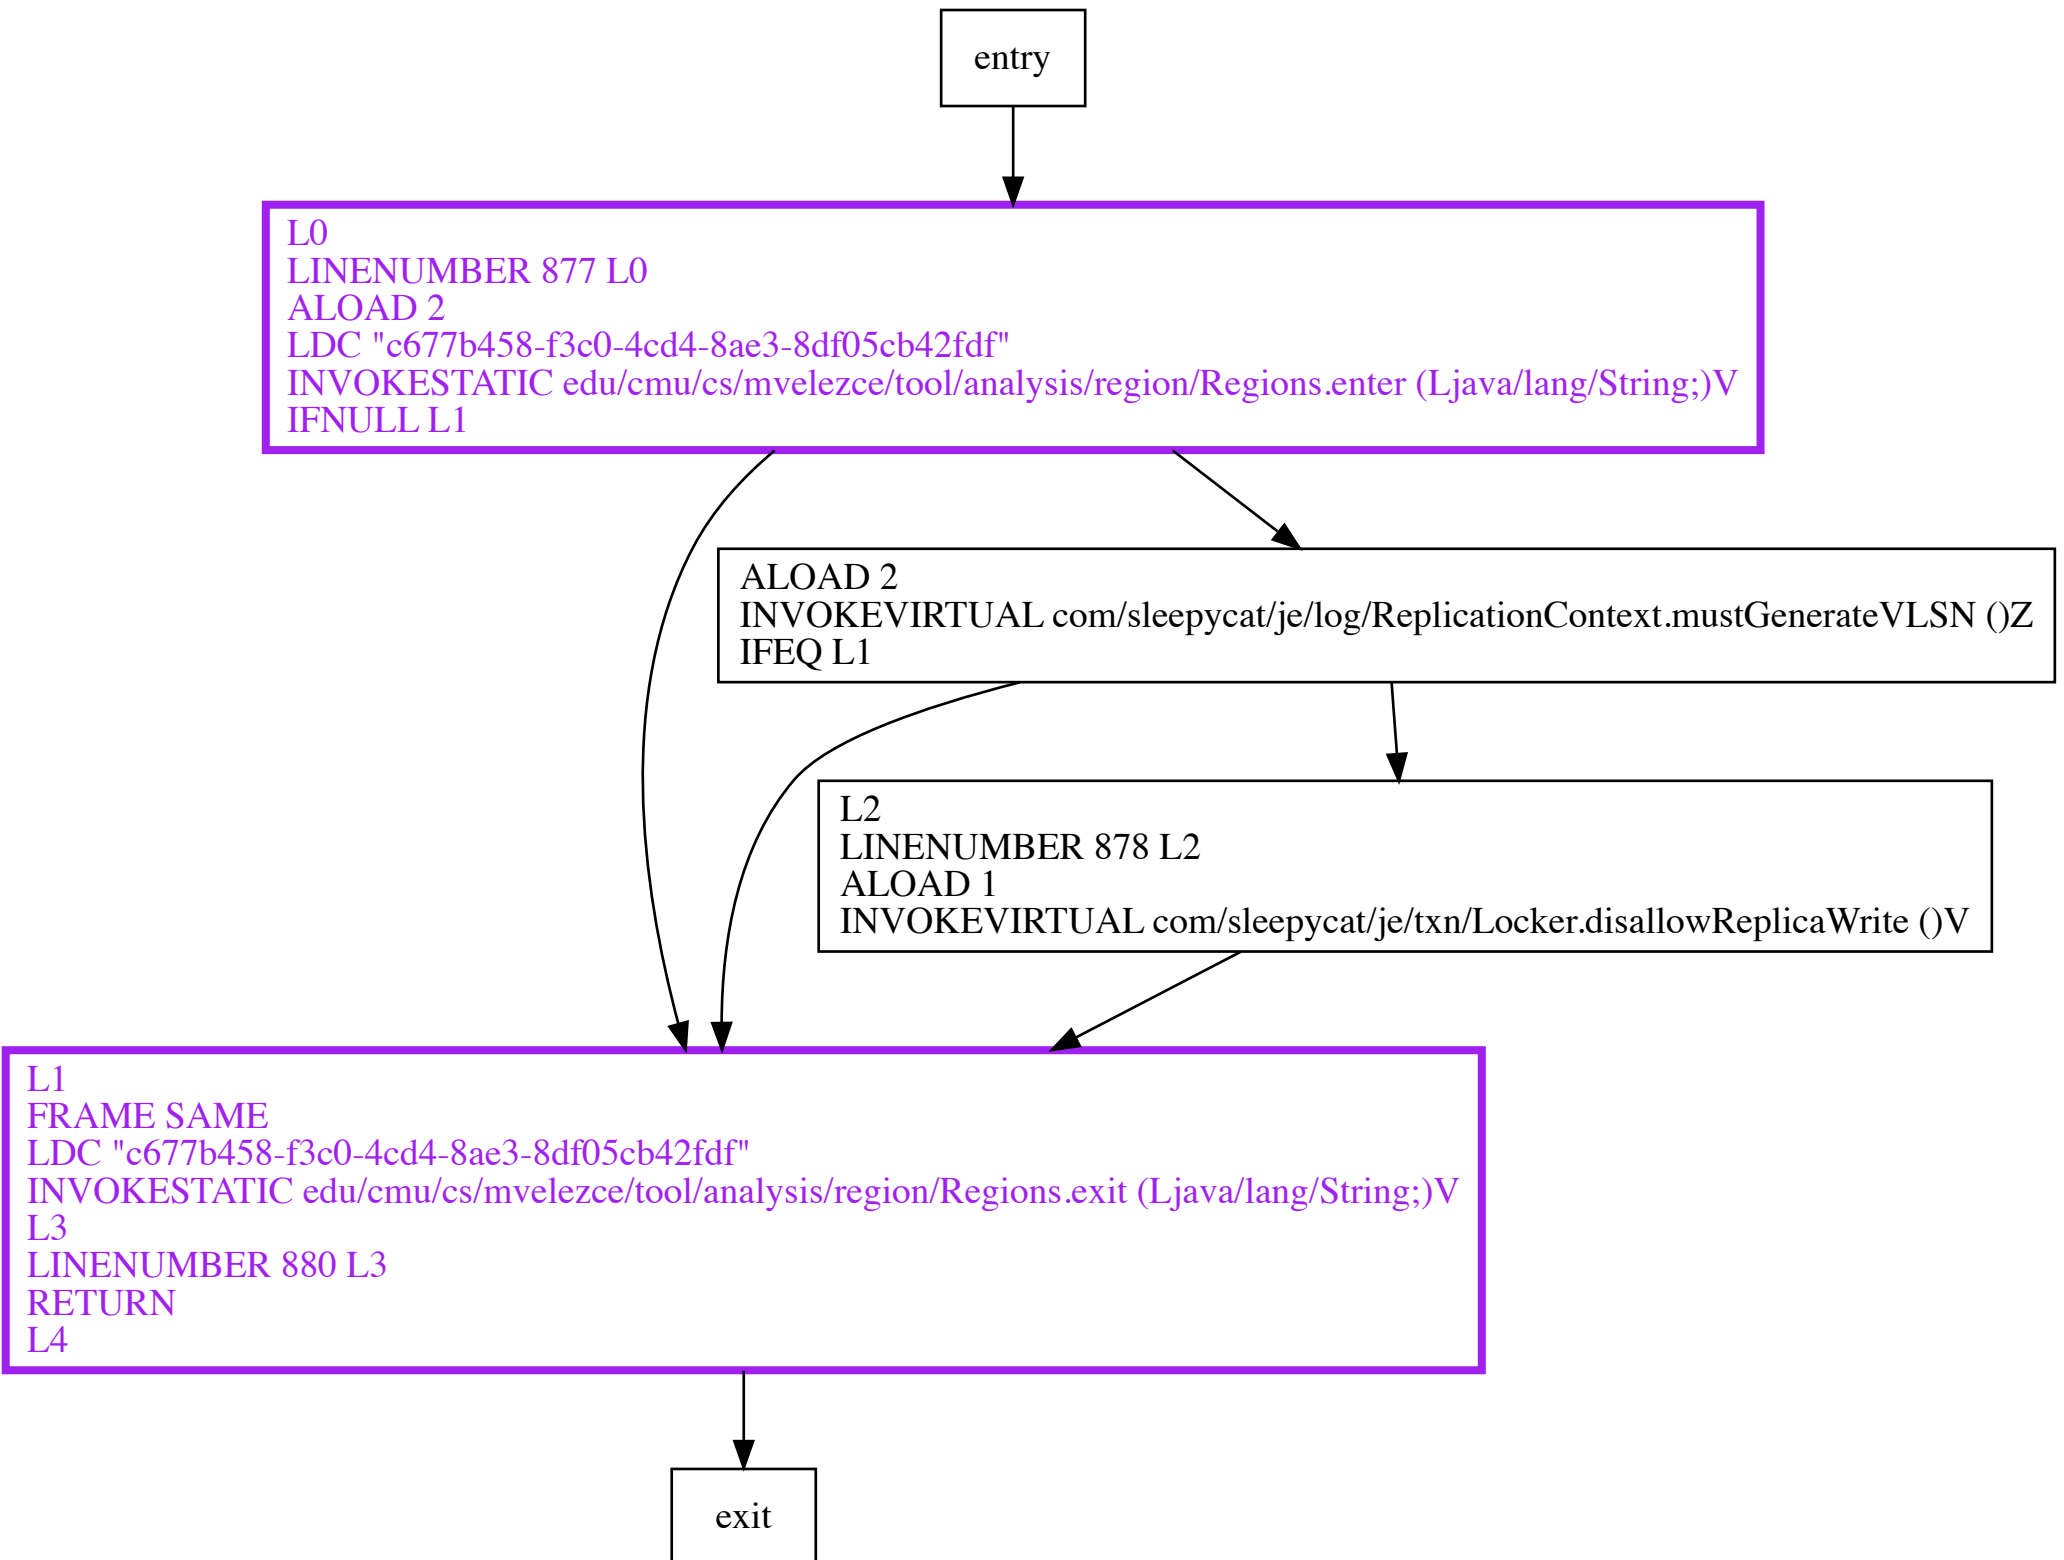 entry
L0
LINENUMBER 877 L0
ALOAD 2
LDC "c677b458-f3c0-4cd4-8ae3-8df05cb42fdf"
INVOKESTATIC edu/cmu/cs/mvelezce/tool/analysis/region/Regions.enter (Ljava/lang/String;)V
IFNULL L1
ALOAD 2
INVOKEVIRTUAL com/sleepycat/je/log/ReplicationContext.mustGenerateVLSN ()Z
IFEQ L1
L2
LINENUMBER 878 L2
ALOAD 1
INVOKEVIRTUAL com/sleepycat/je/txn/Locker.disallowReplicaWrite ()V
L1
FRAME SAME
LDC "c677b458-f3c0-4cd4-8ae3-8df05cb42fdf"
INVOKESTATIC edu/cmu/cs/mvelezce/tool/analysis/region/Regions.exit (Ljava/lang/String;)V
L3
LINENUMBER 880 L3
RETURN
L4
exit